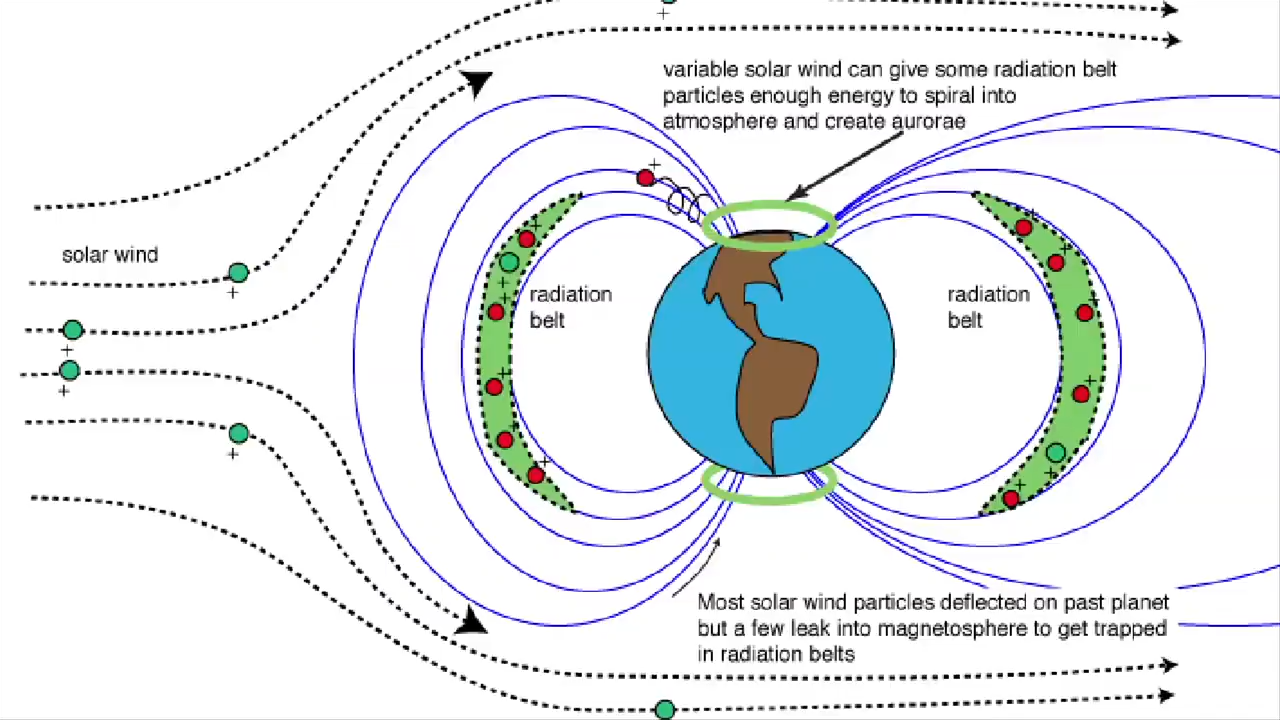 variable solar wind can give some radiation belt
particles enough energy to spiral into
atmosphere and create aurorae
solar wind
radiation
belt
radiation
belt
Most solar wind particles deflected on past planet
but a few leak into magnetosphere to get trapped
in radiation belts